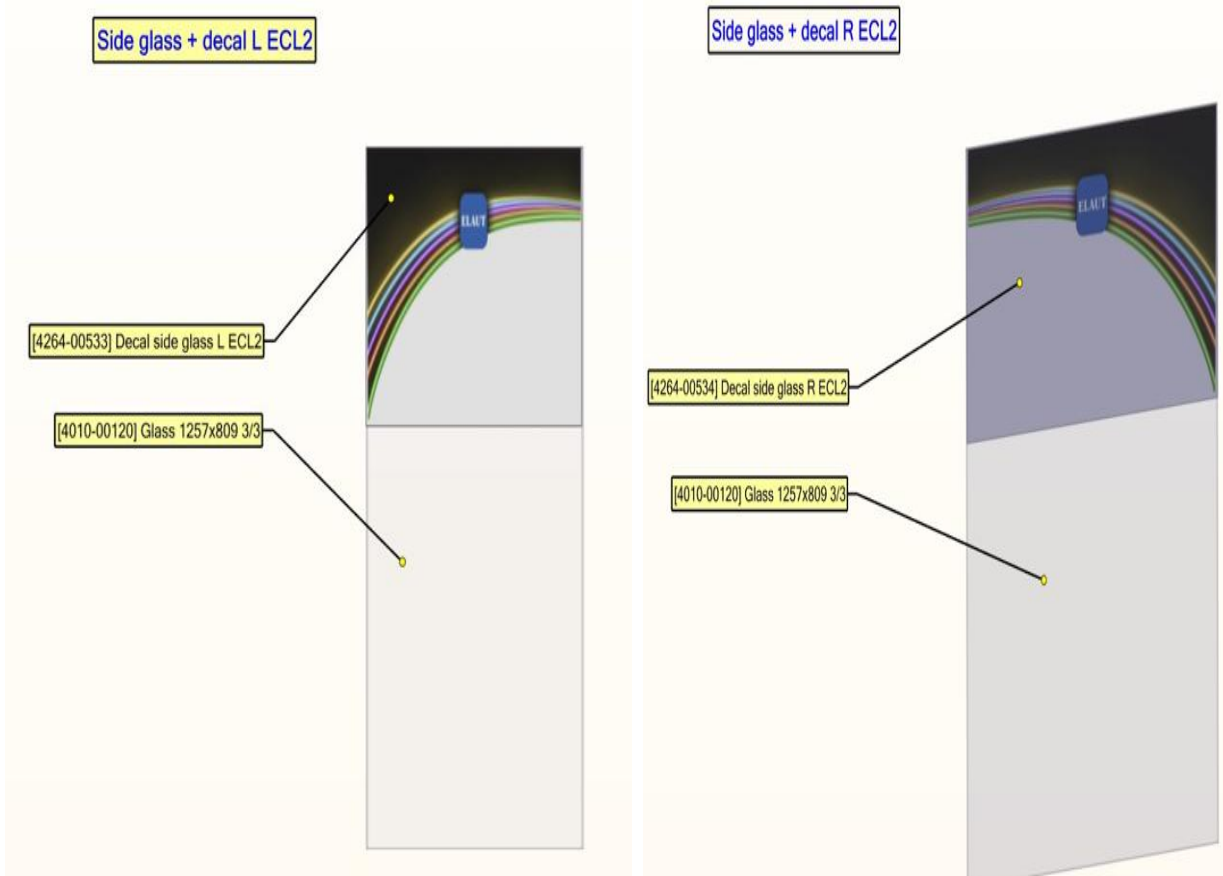 Side glass + decal L ECL2
ELAUT
[4264-00533] Decal side glass L ECL2
[4010-00120] Glass 1257x809 3/3
Side glass + decal R ECL2
ELAUT
[4264-00534] Decal side glass R ECL2
[4010-00120] Glass 1257x809 3/3